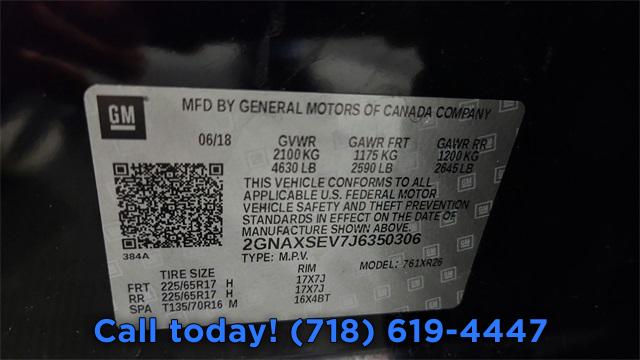 GM MFD BY GENERAL MOTORS OF CANADA COMPANY
06/18 GVWR GAWR FRT GAWR RR
2100 KG 1175 KG 1200 KG
4630 LB 2590 LB 2645 LB
THIS VEHICLE CONFORMS TO ALL
APPLICABLE U.S. FEDERAL MOTOR
VEHICLE SAFETY AND THEFT PREVENTION
STANDARDS IN EFFECT ON THE DATE OF
MANUFACTURE SHOWN ABOVE.
384A 2GNAXSEV7J6350306
TYPE: M.P.V. MODEL: 761XR26
TIRE SIZE RIM
FRT 225/65R17 H 17X7J
RR 225/65R17 H 17X7J
SPA T135/70R16 M 16X4BT
Call today! (718) 619-4447